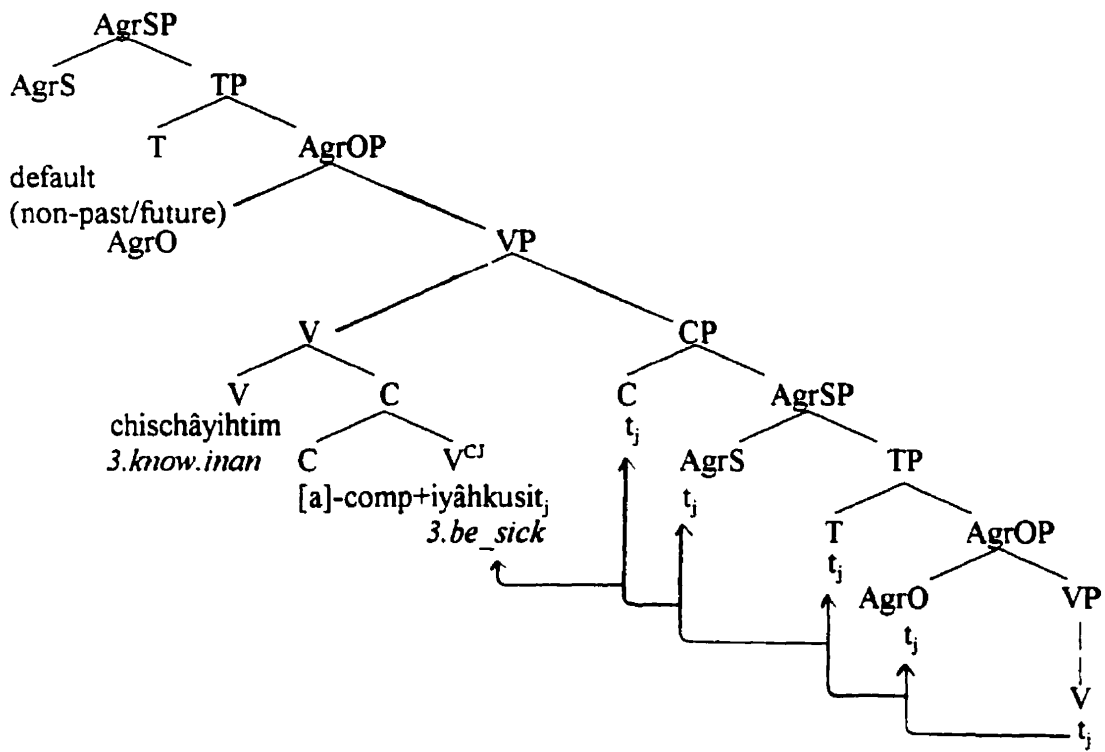 AgrSP
AgrS TP
T AgrOP
default
(non-past/future)
AgrO VP
V CP
V C C AgrSP
chischâyihtim t_j
3.know.inan C V^CJ AgrS TP
[a]-comp+iyâhkusit_j t_j T AgrOP
3.be_sick t_j
AgrO VP
t_j
V
t_j